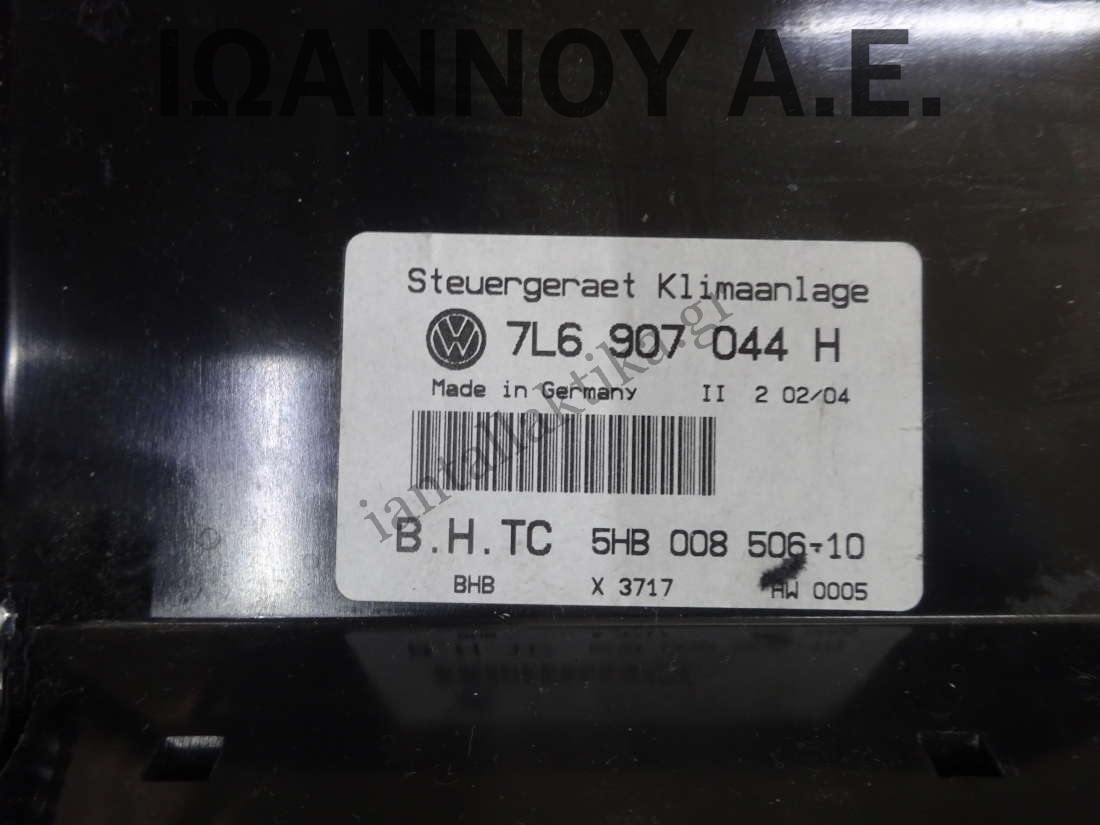 ΙΩΑΝΝΟΥ Α.Ε.
Steuergeraet Klimaanlage
7L6 907 044 H
Made in Germany II 2 02/04
iantallaktika.gr
B.H.TC 5HB 008 506-10
BHB X 3717 HW 0005